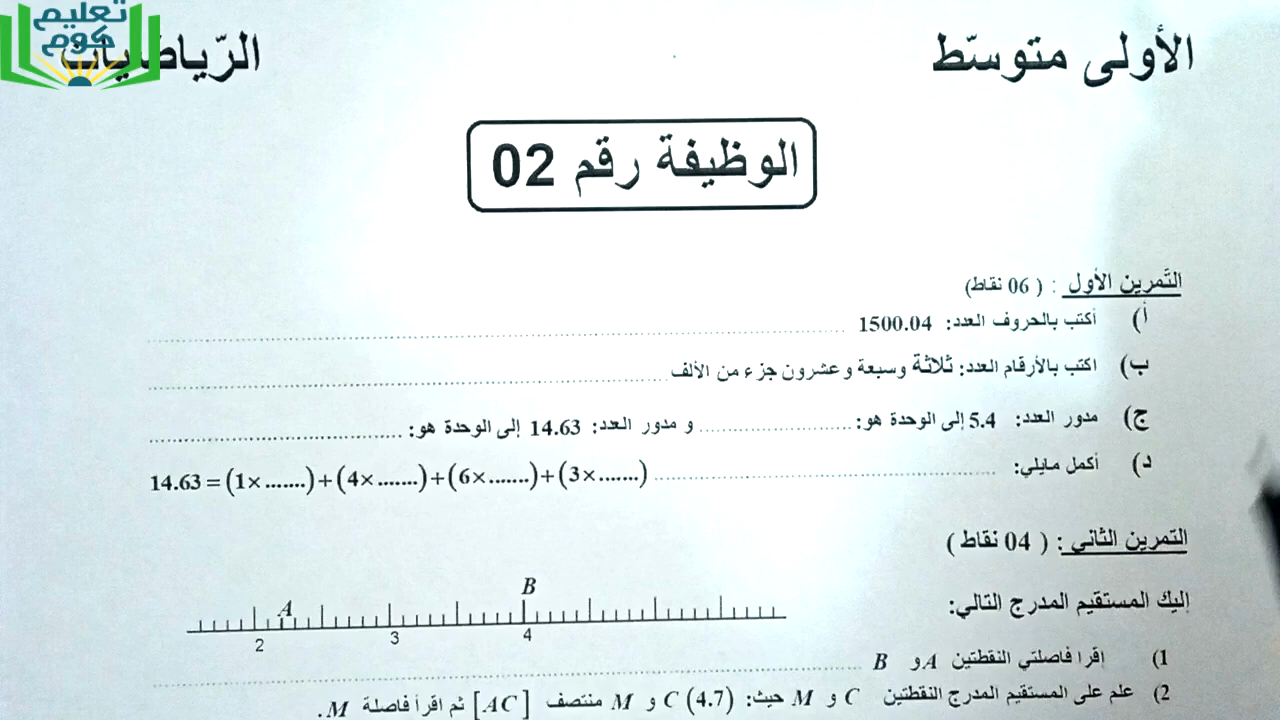 تعليم كوم
الأولى متوسّط الرّياضيات
الوظيفة رقم 02
التَّمرين الأول : ( 06 نقاط)
أ) أكتب بالحروف العدد: 1500.04 ......
ب) اكتب بالأرقام العدد: ثلاثة وسبعة وعشرون جزء من الألف ......
ج) مدور العدد: 5.4 إلى الوحدة هو: ...... و مدور العدد: 14.63 إلى الوحدة هو: ......
د) أكمل مايلي: ...... 14.63 = (1× .......) + (4× .......) + (6× .......) + (3× .......)
التمرين الثاني : ( 04 نقاط )
إليك المستقيم المدرج التالي:
A B
2 3 4
1) إقرا فاصلتي النقطتين A و B ......
2) علم على المستقيم المدرج النقطتين C و M حيث: C (4.7) و M منتصف [AC] ثم اقرأ فاصلة M .